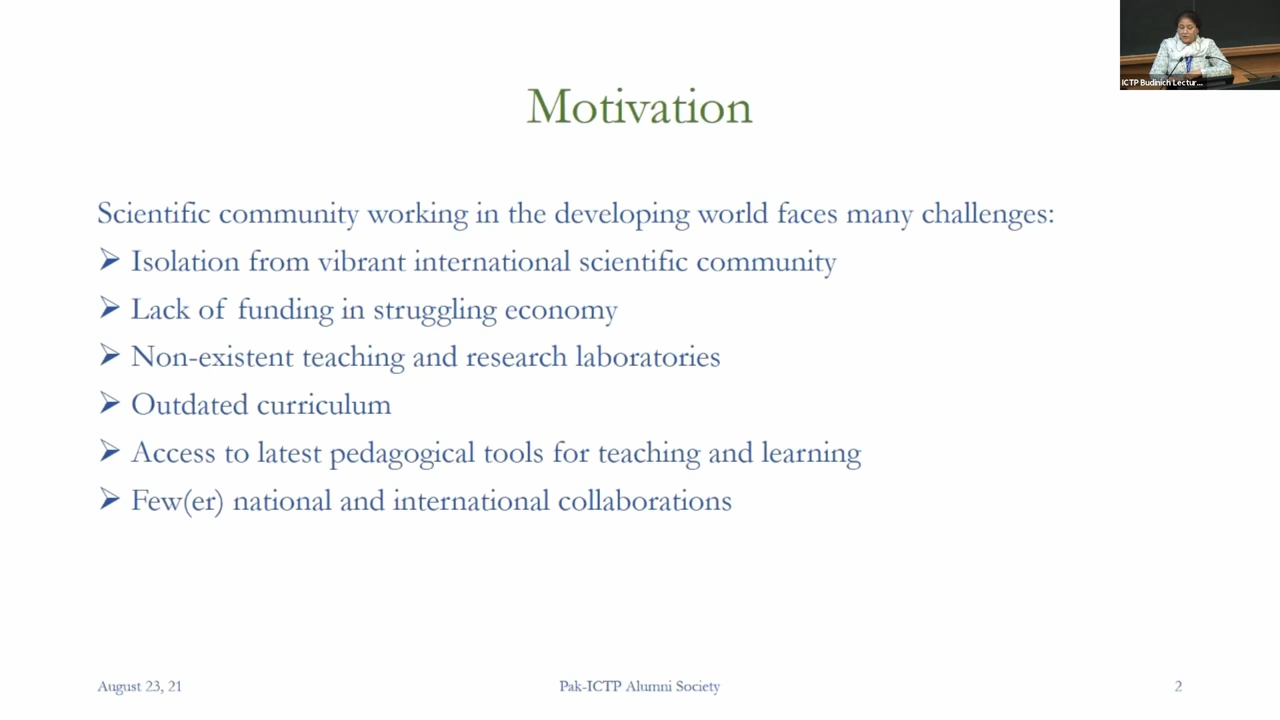 ICTP Budinich Lectur...
Motivation
Scientific community working in the developing world faces many challenges:
➢ Isolation from vibrant international scientific community
➢ Lack of funding in struggling economy
➢ Non-existent teaching and research laboratories
➢ Outdated curriculum
➢ Access to latest pedagogical tools for teaching and learning
➢ Few(er) national and international collaborations
August 23, 21
Pak-ICTP Alumni Society
2